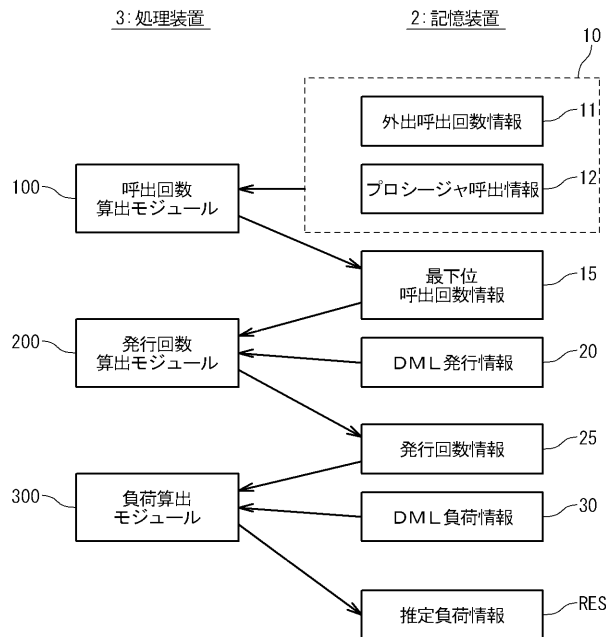 3:処理装置
2:記憶装置
10
外出呼出回数情報
11
100
呼出回数
算出モジュール
プロシージャ呼出情報
12
最下位
呼出回数情報
15
200
発行回数
算出モジュール
DML発行情報
20
発行回数情報
25
300
負荷算出
モジュール
DML負荷情報
30
推定負荷情報
RES